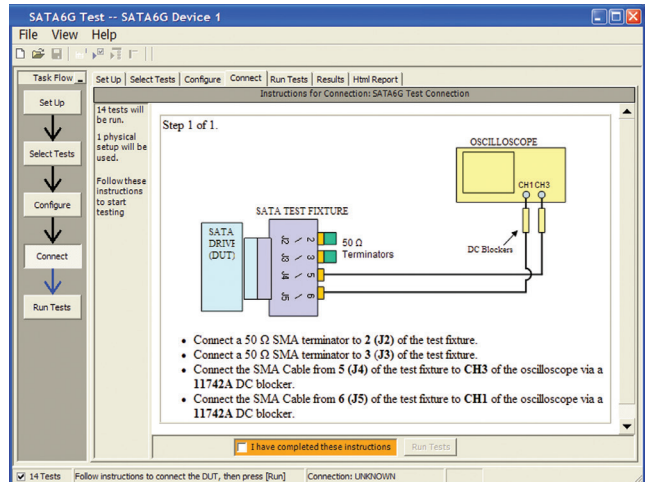 SATA6G Test -- SATA6G Device 1
File View Help
Task Flow
Set Up
Select Tests
Configure
Connect
Run Tests
Set Up
Select Tests
Configure
Connect
Run Tests
Results
Html Report
Instructions for Connection: SATA6G Test Connection
14 tests will
be run.
1 physical
setup will be
used.
Follow these
instructions
to start
testing
Step 1 of 1.
OSCILLOSCOPE
CH1 CH3
DC Blockers
SATA TEST FIXTURE
SATA
DRIVE
(DUT)
J2 / 2
J3 / 3
J4 / 5
J5 / 6
50 Ω
Terminators
• Connect a 50 Ω SMA terminator to 2 (J2) of the test fixture.
• Connect a 50 Ω SMA terminator to 3 (J3) of the test fixture.
• Connect the SMA Cable from 5 (J4) of the test fixture to CH3 of the oscilloscope via a
11742A DC blocker.
• Connect the SMA Cable from 6 (J5) of the test fixture to CH1 of the oscilloscope via a
11742A DC blocker.
I have completed these instructions
Run Tests
14 Tests
Follow instructions to connect the DUT, then press [Run]
Connection: UNKNOWN